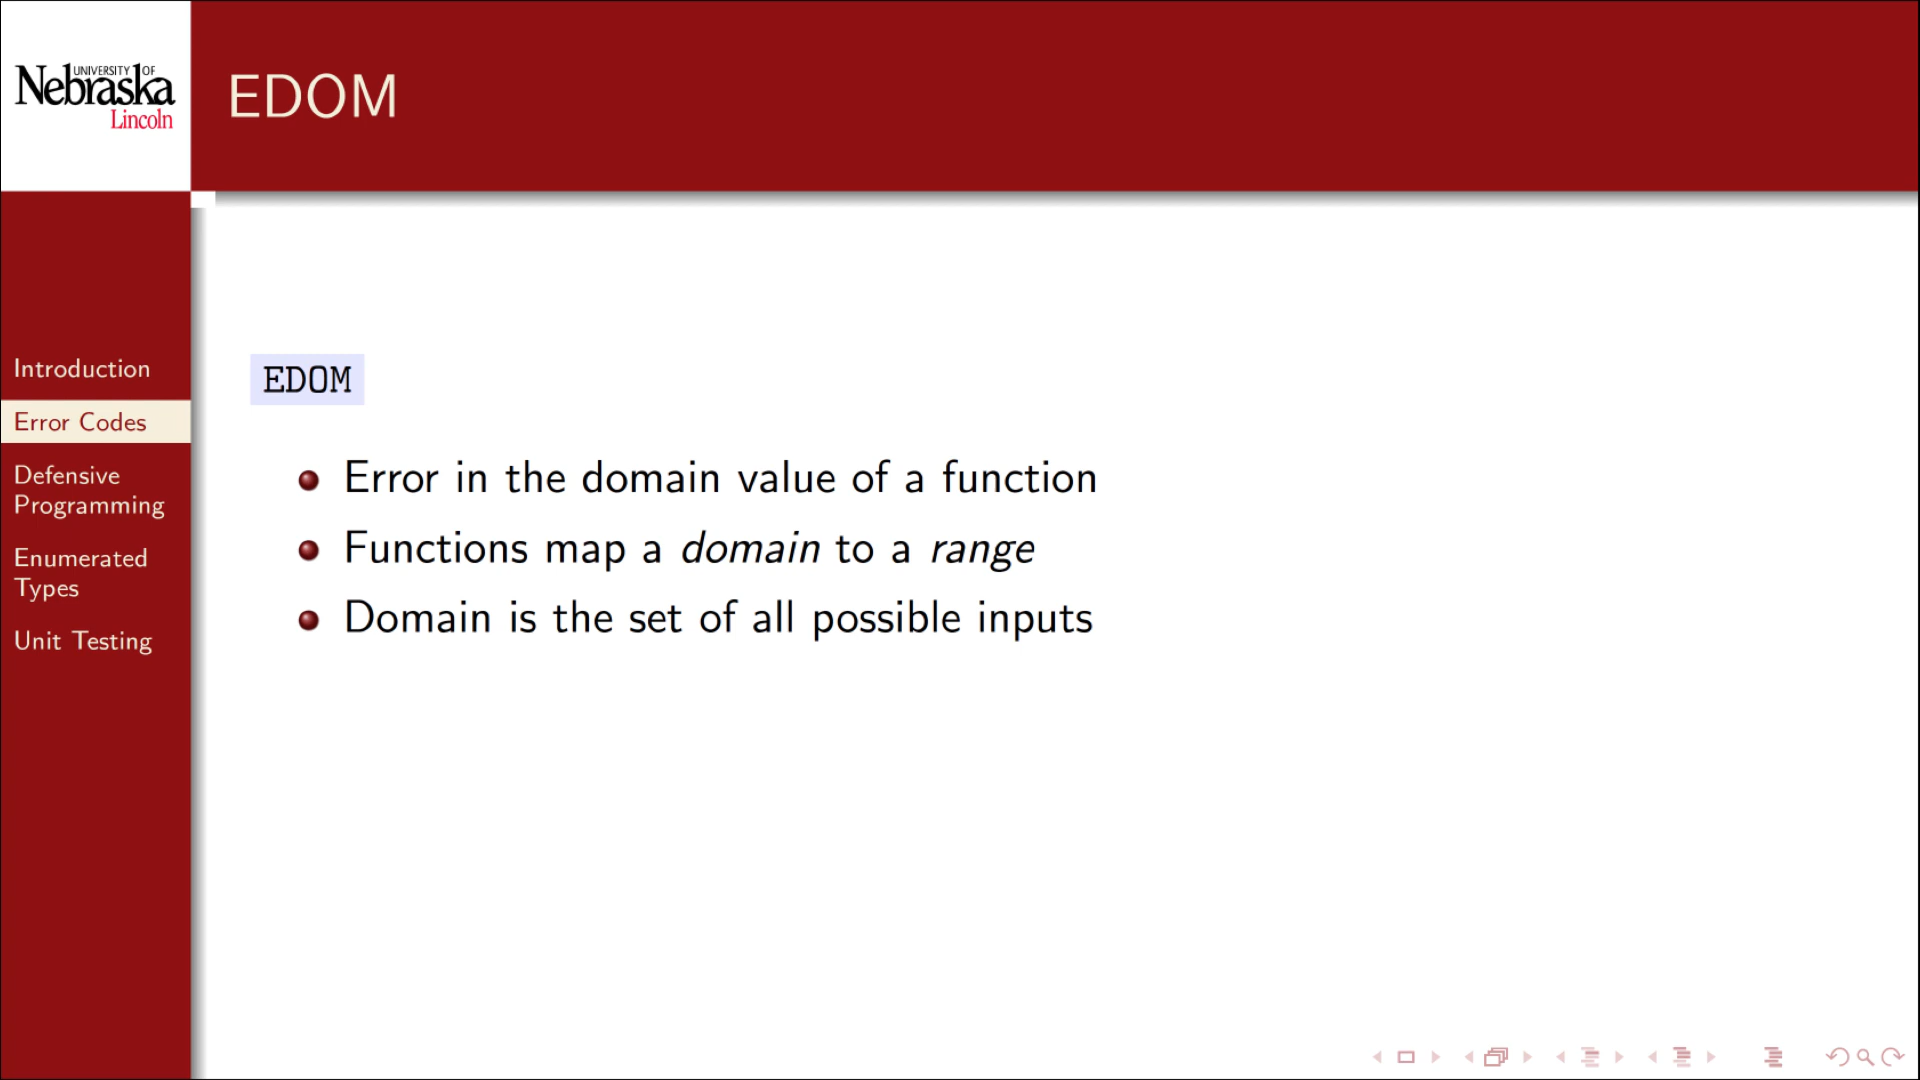 UNIVERSITY OF
Nebraska
Lincoln
EDOM
Introduction
Error Codes
Defensive
Programming
Enumerated
Types
Unit Testing
EDOM
Error in the domain value of a function
Functions map a domain to a range
Domain is the set of all possible inputs